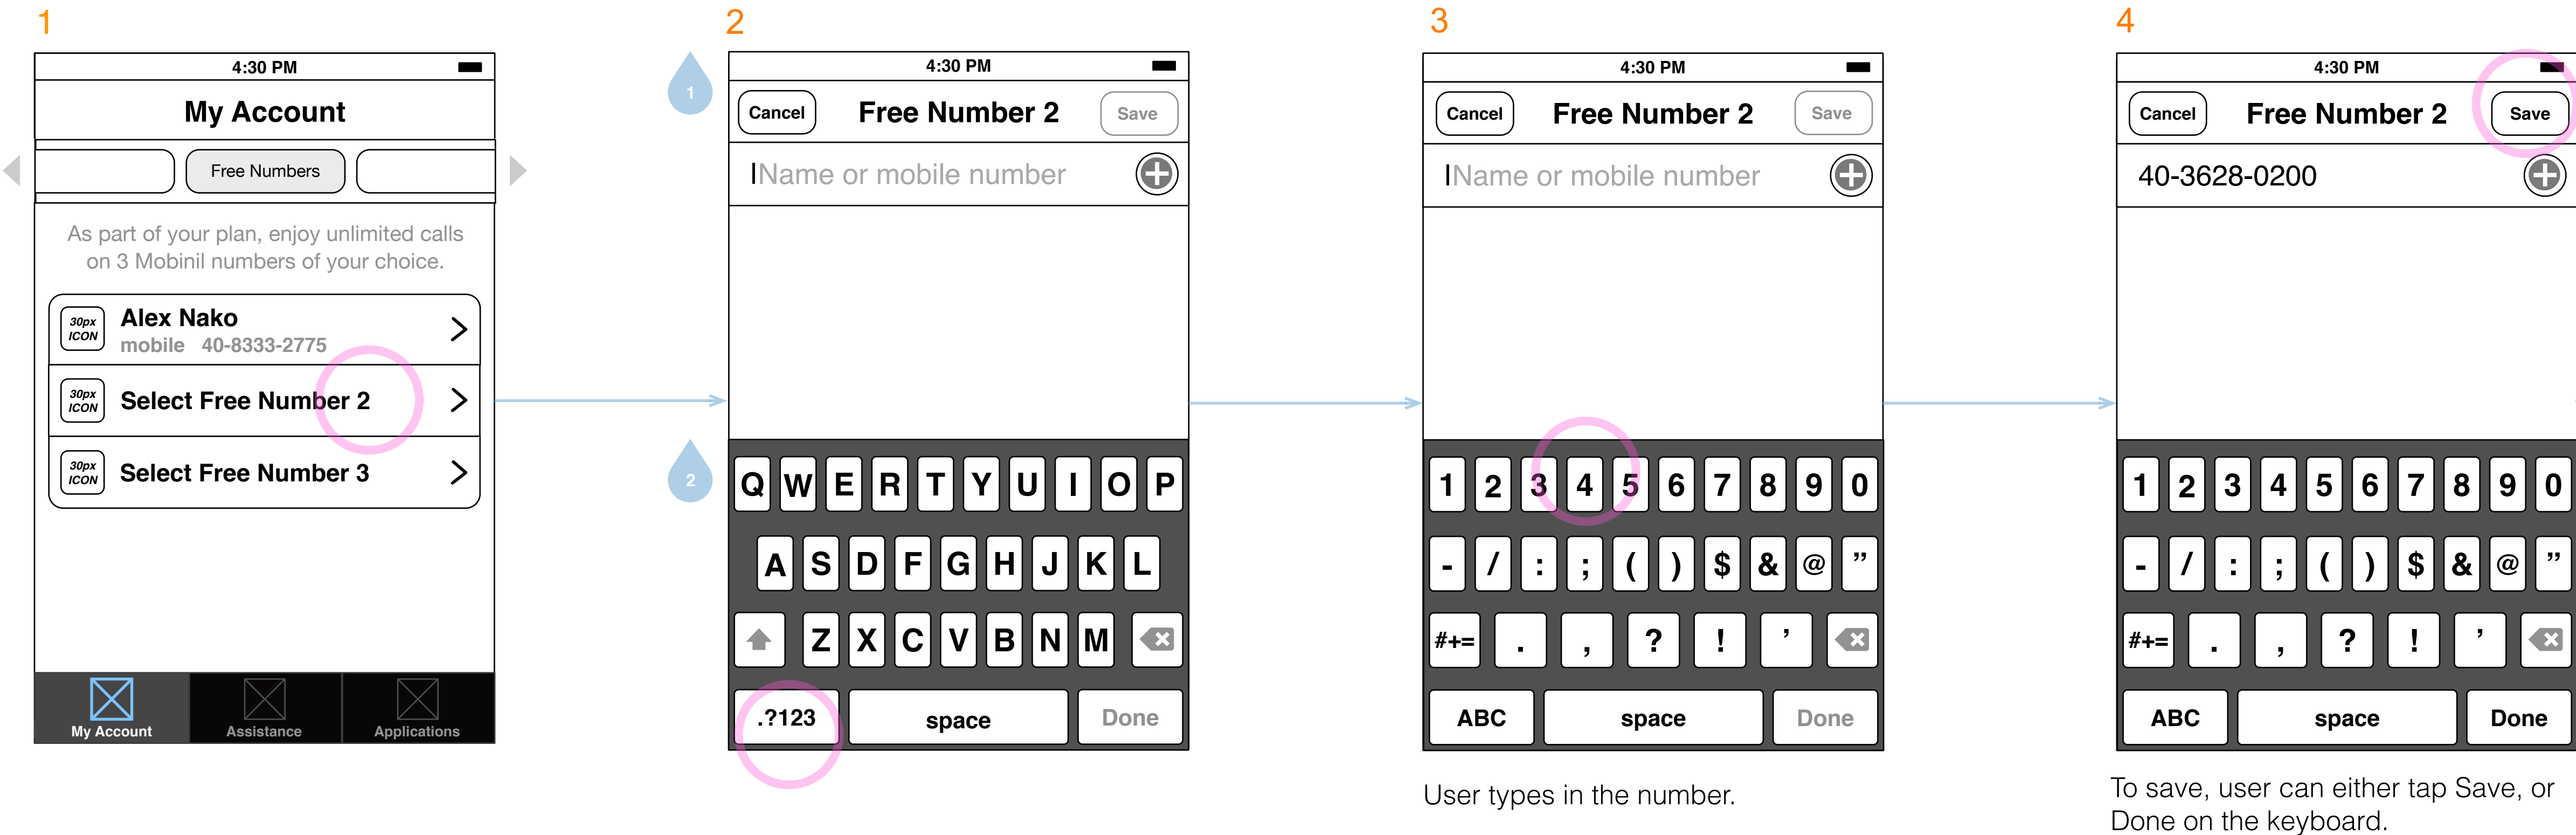 1
4:30 PM
My Account
Free Numbers
As part of your plan, enjoy unlimited calls
on 3 Mobinil numbers of your choice.
30px
ICON
Alex Nako
mobile 40-8333-2775
30px
ICON
Select Free Number 2
30px
ICON
Select Free Number 3
My Account Assistance Applications
2
1
4:30 PM
Cancel Free Number 2 Save
Name or mobile number
2
Q W E R T Y U I O P
A S D F G H J K L
Z X C V B N M
.?123 space Done
3
4:30 PM
Cancel Free Number 2 Save
Name or mobile number
1 2 3 4 5 6 7 8 9 0
- / : ; ( ) $ & @ ”
#+= . , ? ! ’
ABC space Done
User types in the number.
4
4:30 PM
Cancel Free Number 2 Save
40-3628-0200
1 2 3 4 5 6 7 8 9 0
- / : ; ( ) $ & @ ”
#+= . , ? ! ’
ABC space Done
To save, user can either tap Save, or
Done on the keyboard.